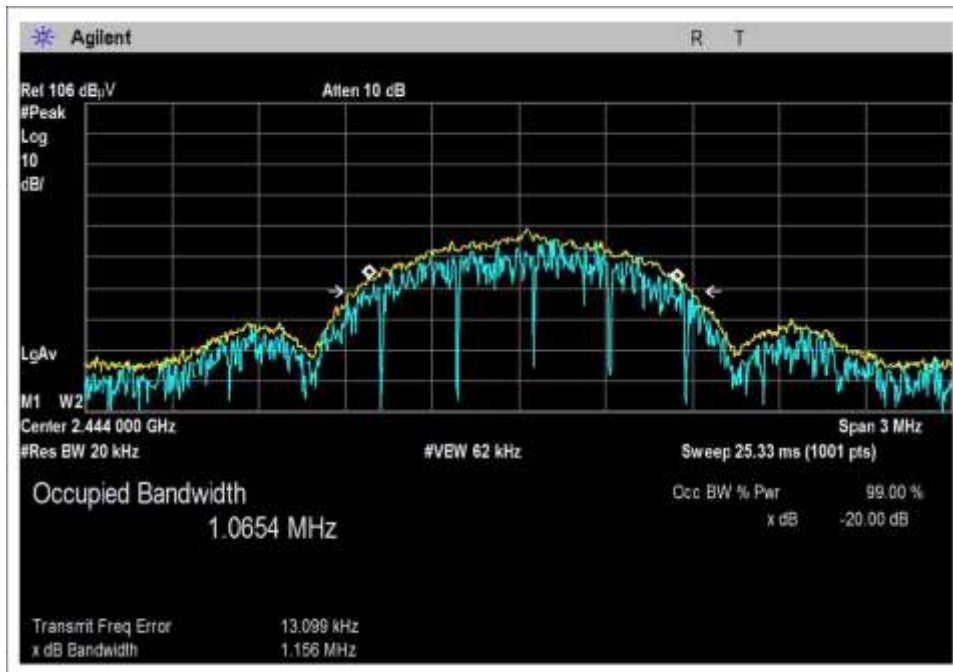 Agilent R T
Ref 106 dBµV Atten 10 dB
#Peak
Log
10
dB/
LgAv
M1 W2
Center 2.444 000 GHz Span 3 MHz
#Res BW 20 kHz #VBW 62 kHz Sweep 25.33 ms (1001 pts)
Occupied Bandwidth Occ BW % Pwr 99.00 %
1.0654 MHz x dB -20.00 dB
Transmit Freq Error 13.099 kHz
x dB Bandwidth 1.156 MHz